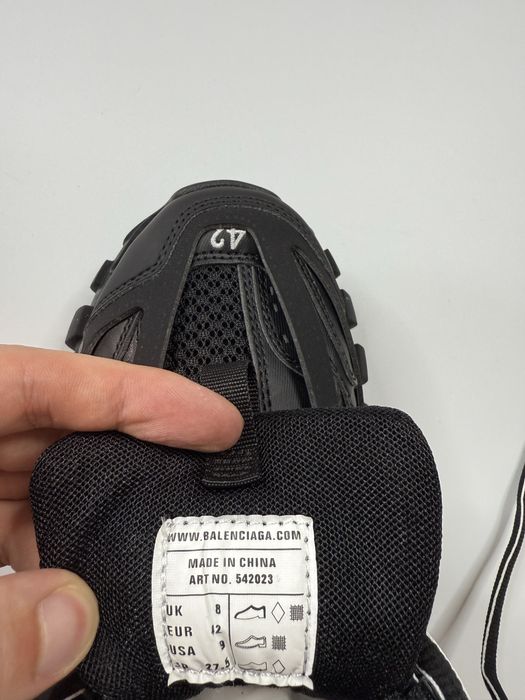 42
WWW.BALENCIAGA.COM
MADE IN CHINA
ART NO. 542023
UK 8
EUR 42
USA 9